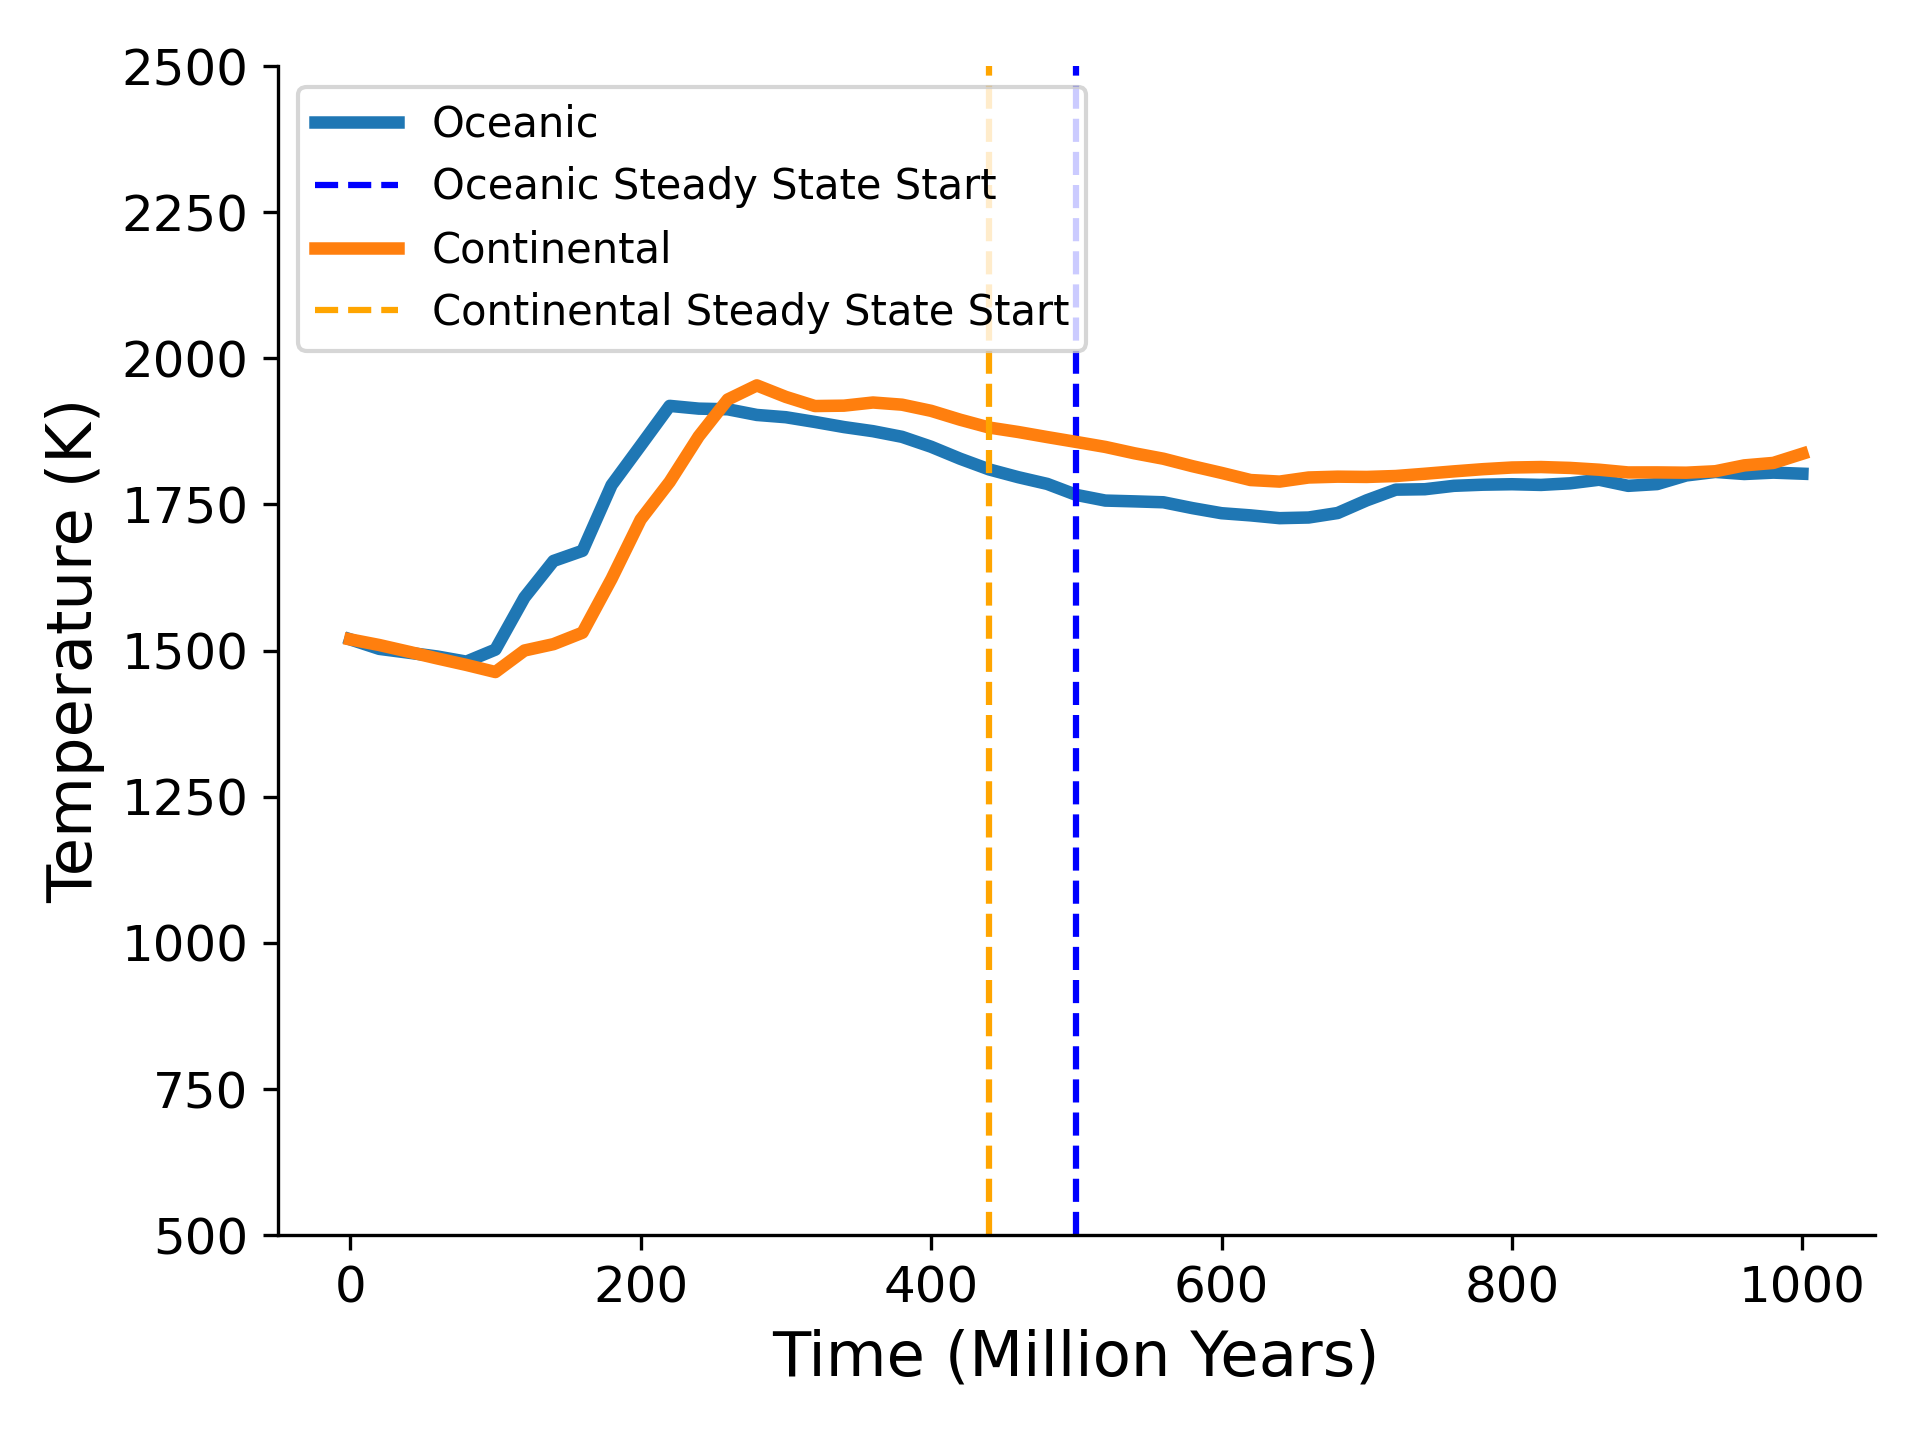 2500
2250
2000
1750
1500
1250
1000
750
500
Temperature (K)
Oceanic
Oceanic Steady State Start
Continental
Continental Steady State Start
0 200 400 600 800 1000
Time (Million Years)